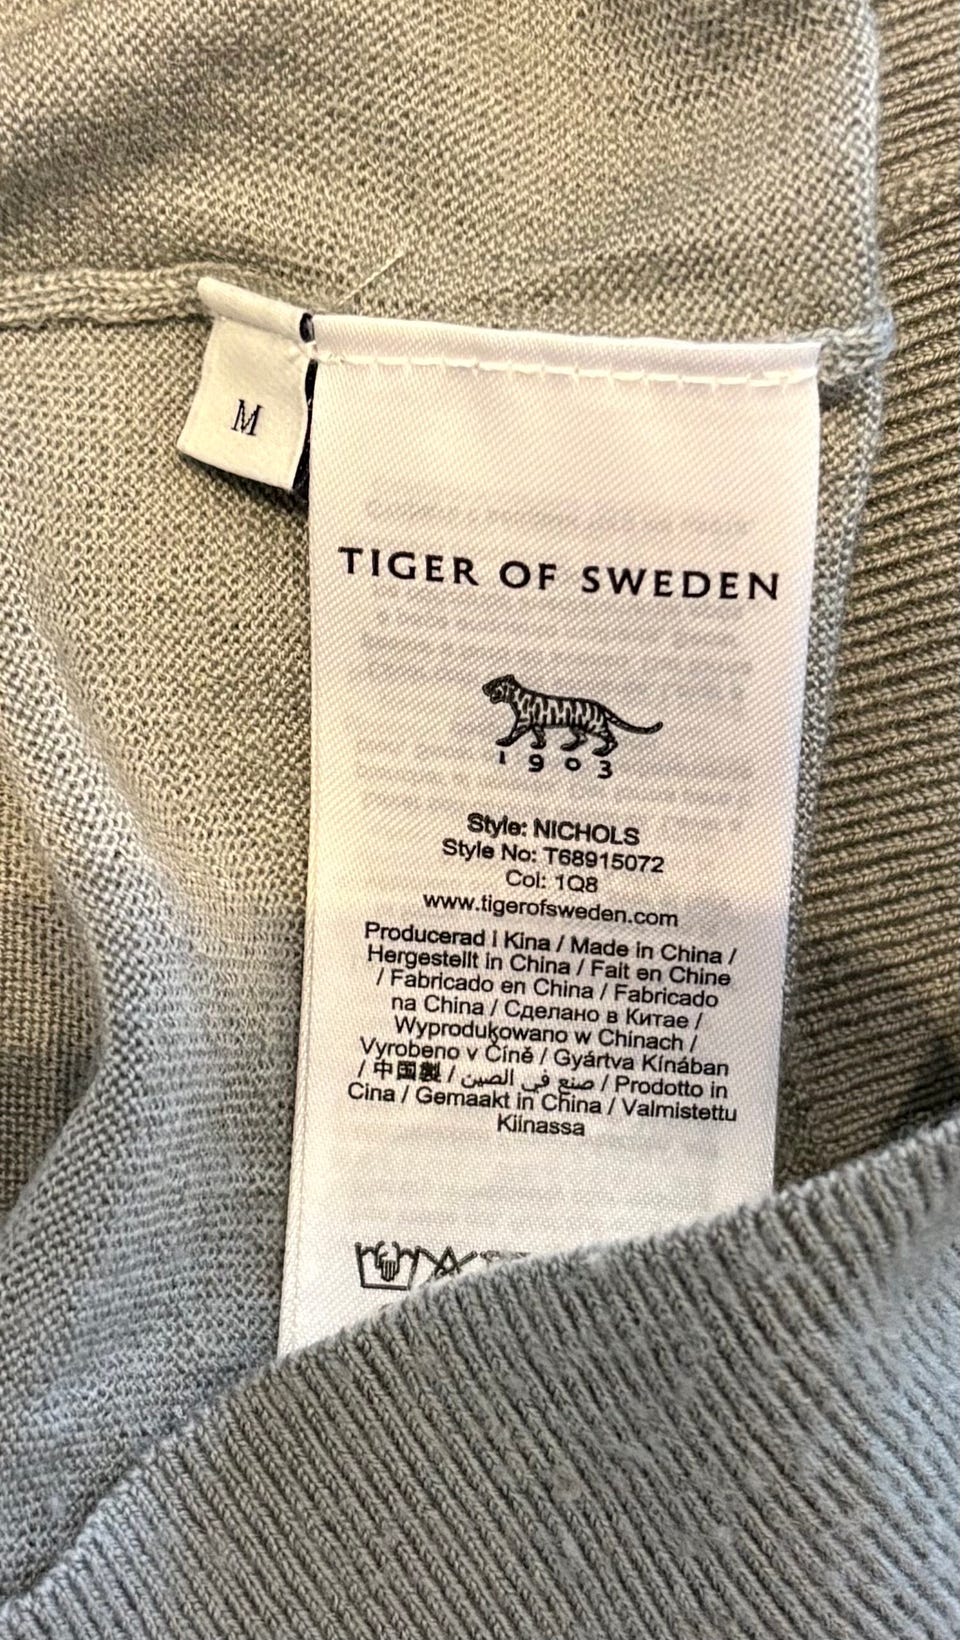 M
TIGER OF SWEDEN
1903
Style: NICHOLS
Style No: T68915072
Col: 1Q8
www.tigerofsweden.com
Producerad i Kina / Made in China /
Hergestellt in China / Fait en Chine
/ Fabricado en China / Fabricado
na China / Сделано в Китае /
Wyprodukowano w Chinach /
Vyrobeno v Číně / Gyártva Kínában
/ 中国製 / صنع في الصين / Prodotto in
Cina / Gemaakt in China / Valmistettu
Kiinassa